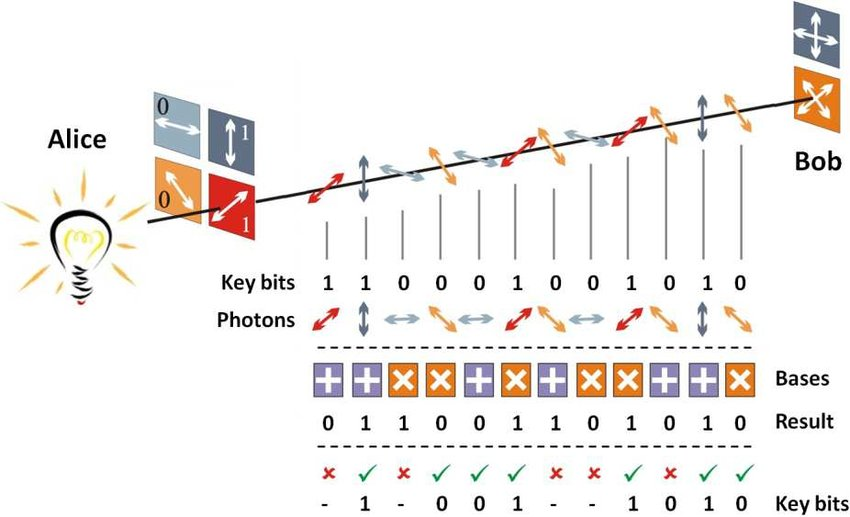 Alice
0
1
0
1
Bob
Key bits 1 1 0 0 0 1 0 0 1 0 1 0
Photons
Bases
0 1 1 0 0 1 1 0 1 0 1 0 Result
- 1 - 0 0 1 - - 1 0 1 0 Key bits